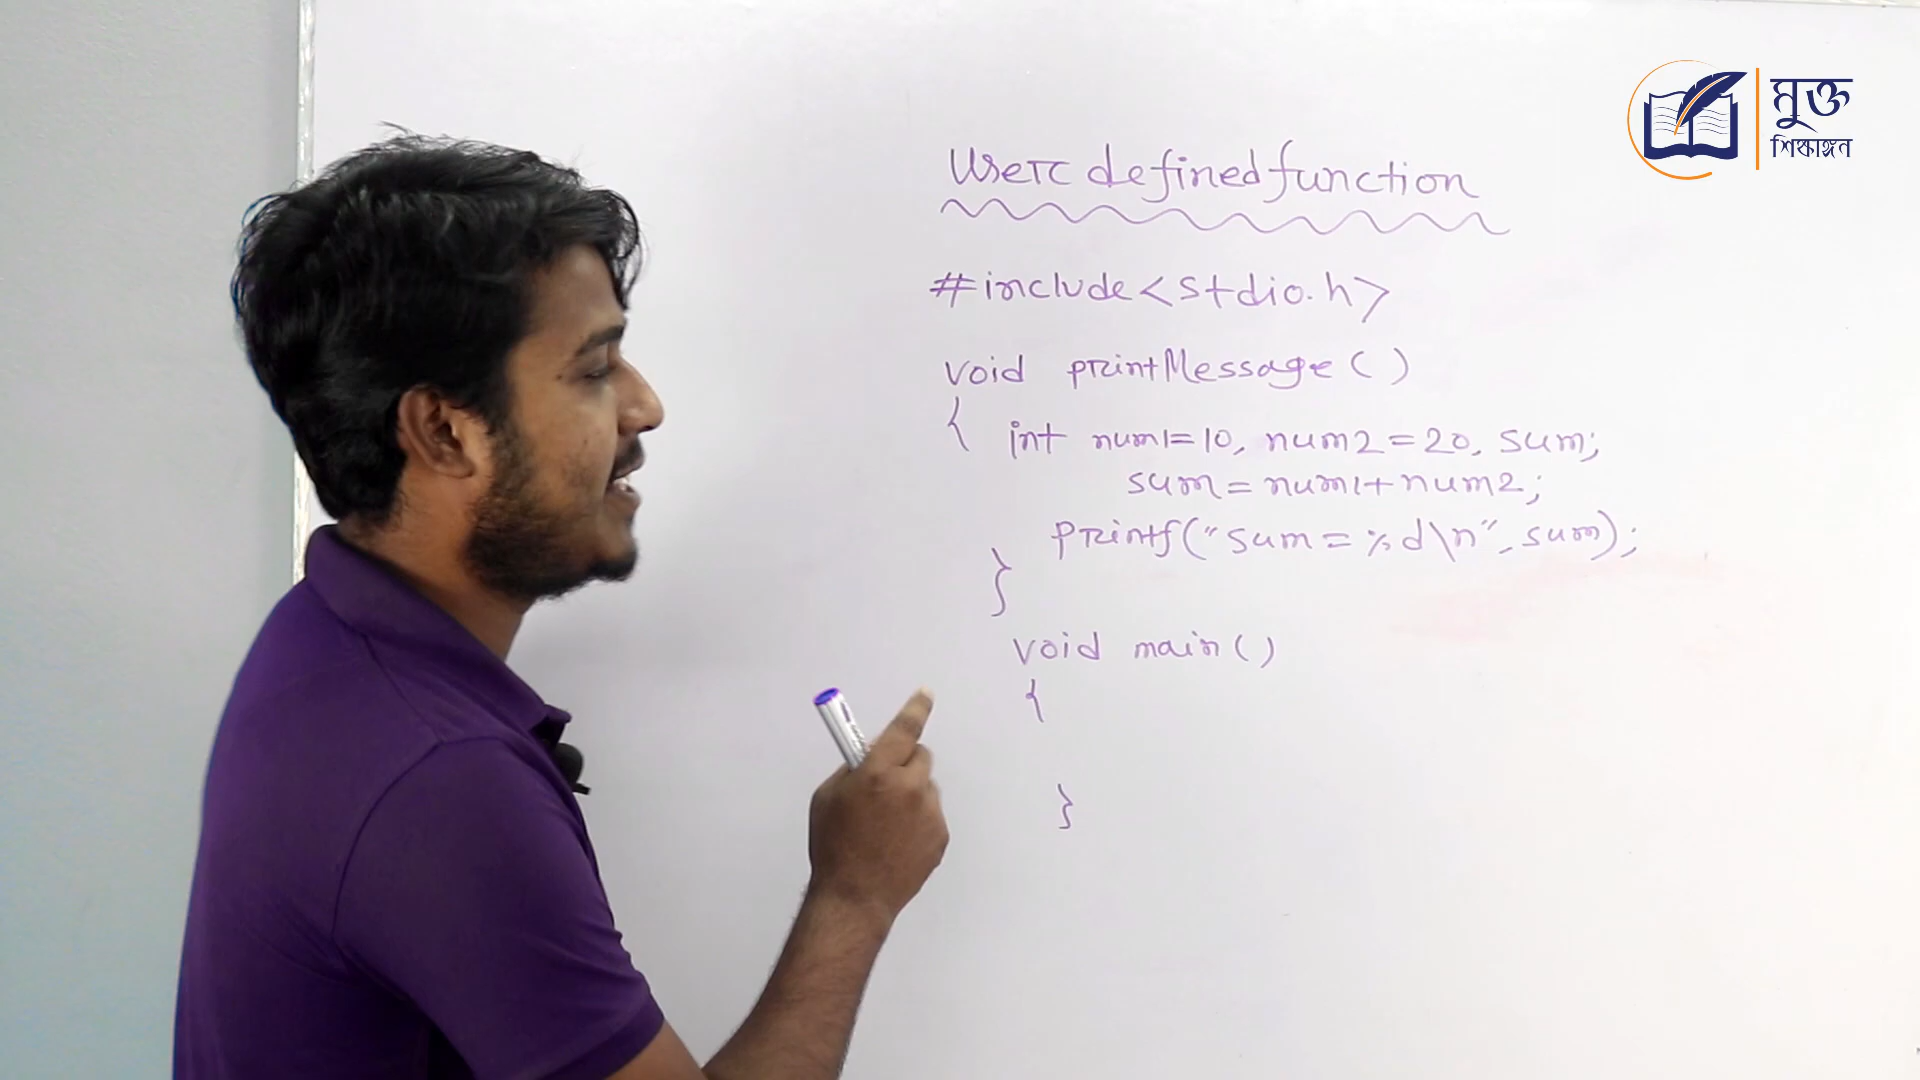 মুক্ত
শিক্ষাঙ্গন
User defined function
#include<stdio.h>
void printMessage()
{ int num1=10, num2=20, sum;
sum=num1+num2;
printf("sum=%d\n", sum);
}
void main()
{
}